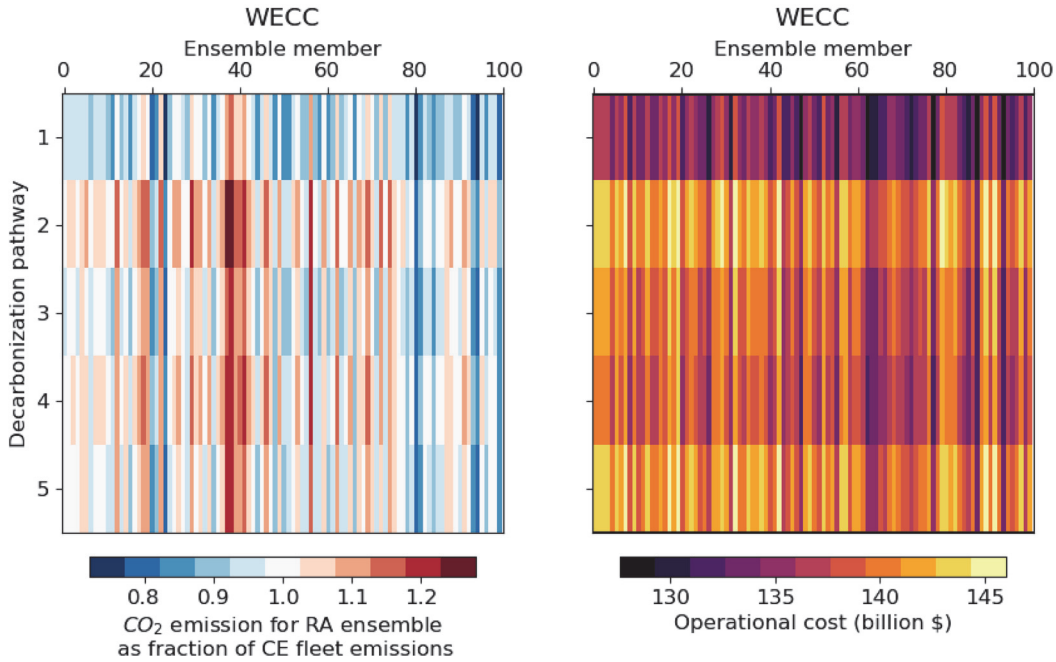 WECC
Ensemble member
0 20 40 60 80 100
Decarbonization pathway
1
2
3
4
5
0.8 0.9 1.0 1.1 1.2
CO2 emission for RA ensemble
as fraction of CE fleet emissions
WECC
Ensemble member
0 20 40 60 80 100
130 135 140 145
Operational cost (billion $)